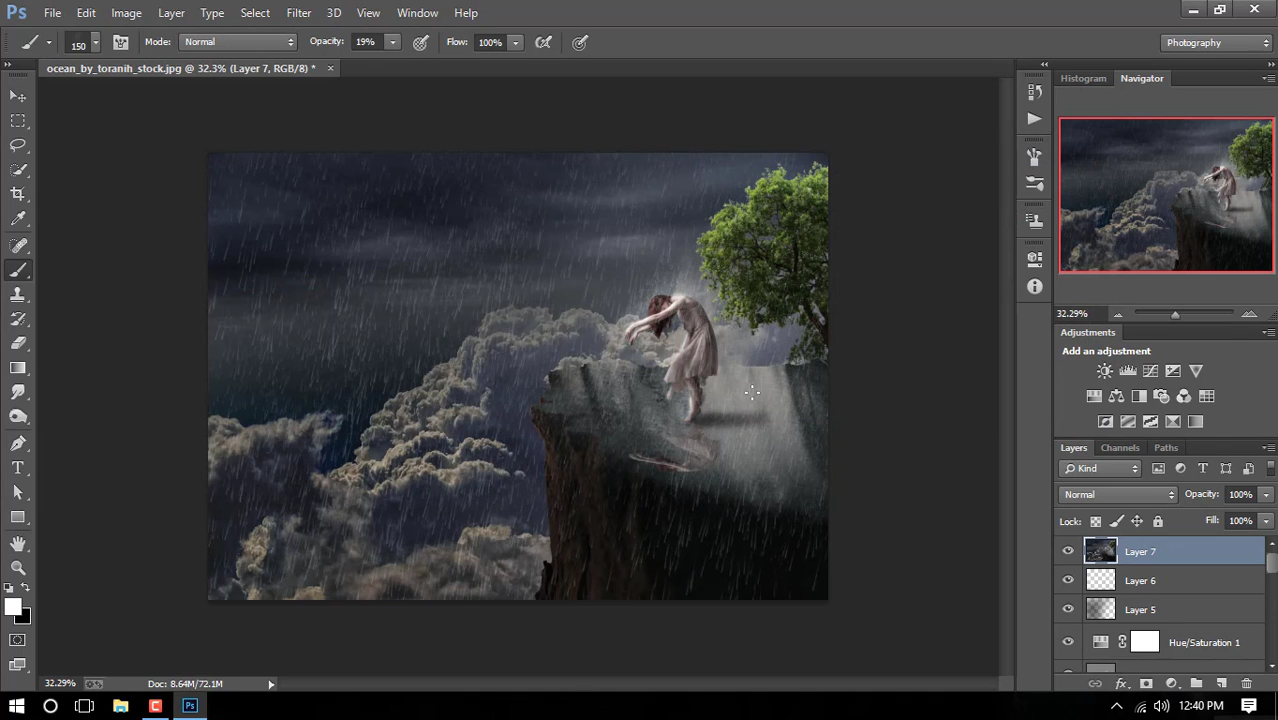 Ps File Edit Image Layer Type Select Filter 3D View Window Help
150 Mode: Normal Opacity: 19% Flow: 100% Photography
ocean_by_toranih_stock.jpg @ 32.3% (Layer 7, RGB/8) *
Histogram Navigator
32.29%
Adjustments
Add an adjustment
Layers Channels Paths
Kind
Normal Opacity: 100%
Lock: Fill: 100%
Layer 7
Layer 6
Layer 5
Hue/Saturation 1
32.29% Doc: 8.64M/72.1M
Ps 12:40 PM